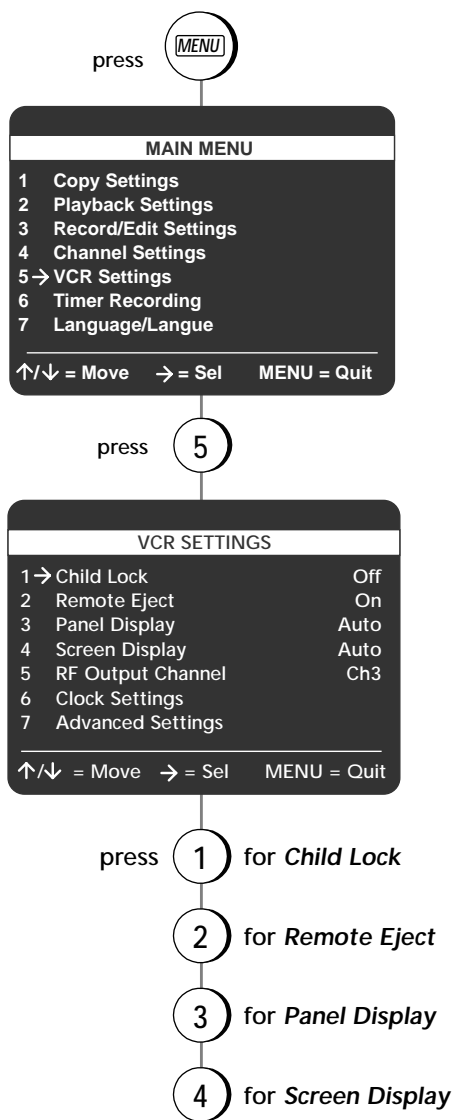 press MENU
MAIN MENU
1 Copy Settings
2 Playback Settings
3 Record/Edit Settings
4 Channel Settings
5→ VCR Settings
6 Timer Recording
7 Language/Langue
↑/↓ = Move → = Sel MENU = Quit
press 5
VCR SETTINGS
1→ Child Lock Off
2 Remote Eject On
3 Panel Display Auto
4 Screen Display Auto
5 RF Output Channel Ch3
6 Clock Settings
7 Advanced Settings
↑/↓ = Move → = Sel MENU = Quit
press 1 for Child Lock
2 for Remote Eject
3 for Panel Display
4 for Screen Display